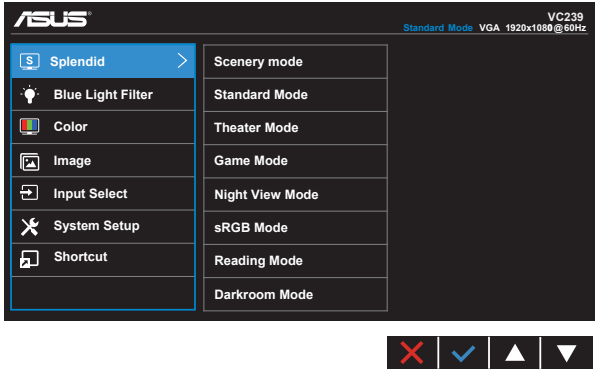 ASUS
VC239
Standard Mode VGA 1920x1080@60Hz
S Splendid
Blue Light Filter
Color
Image
Input Select
System Setup
Shortcut
Scenery mode
Standard Mode
Theater Mode
Game Mode
Night View Mode
sRGB Mode
Reading Mode
Darkroom Mode